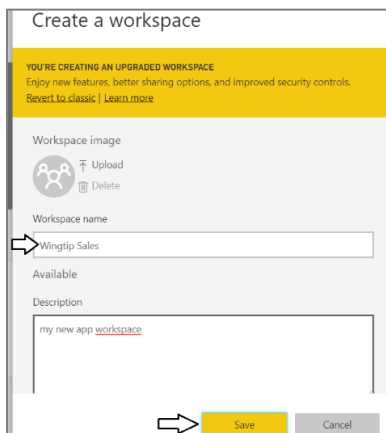 Create a workspace
YOU'RE CREATING AN UPGRADED WORKSPACE
Enjoy new features, better sharing options, and improved security controls.
Revert to classic | Learn more
Workspace image
Upload
Delete
Workspace name
Wingtip Sales
Available
Description
my new app workspace
Save Cancel